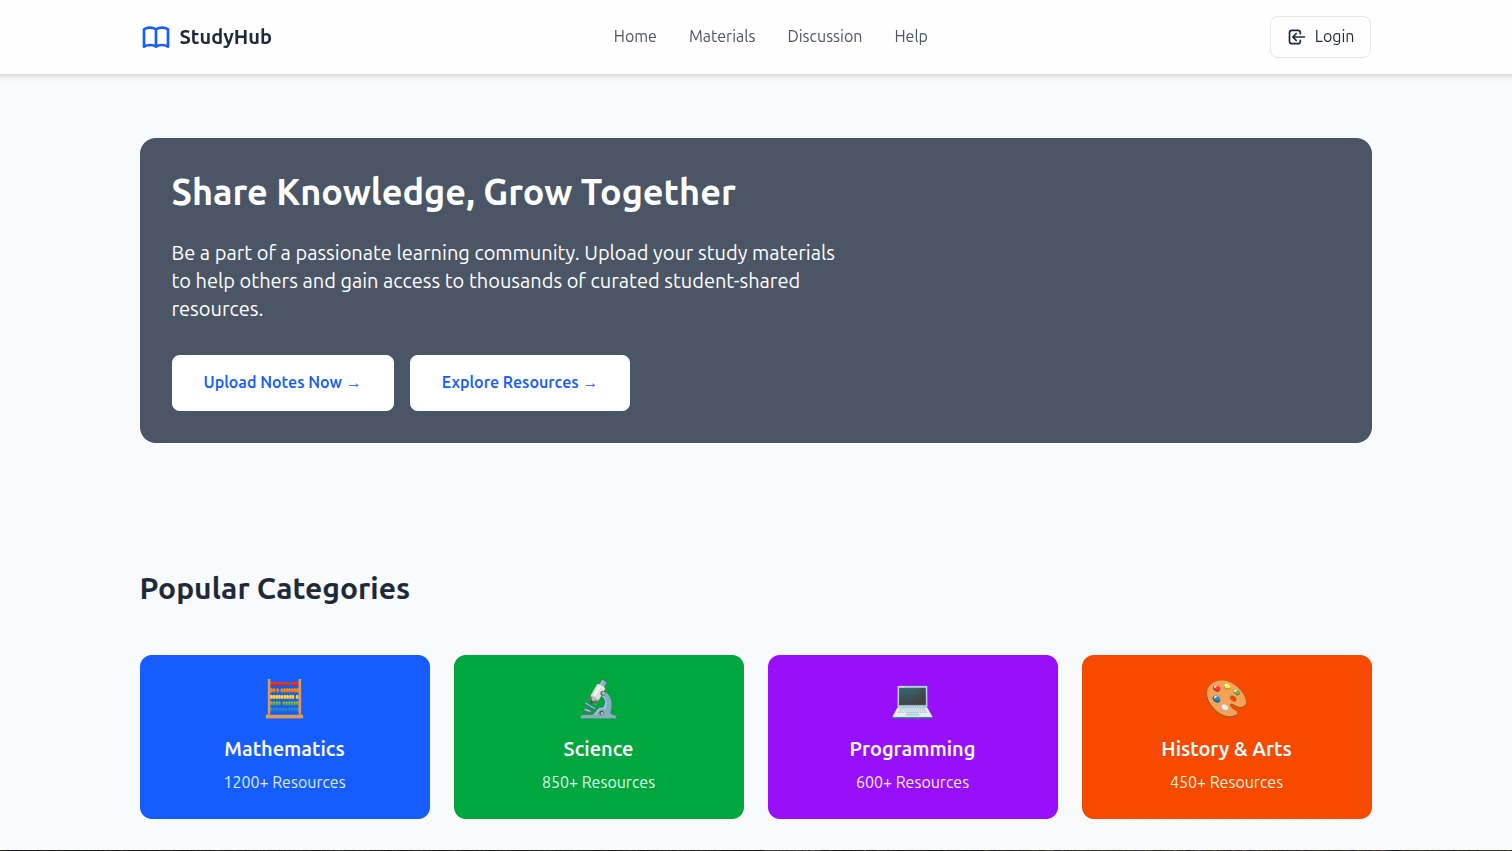 StudyHub
Home
Materials
Discussion
Help
Login
Share Knowledge, Grow Together
Be a part of a passionate learning community. Upload your study materials
to help others and gain access to thousands of curated student-shared
resources.
Upload Notes Now →
Explore Resources →
Popular Categories
Mathematics
1200+ Resources
Science
850+ Resources
Programming
600+ Resources
History & Arts
450+ Resources